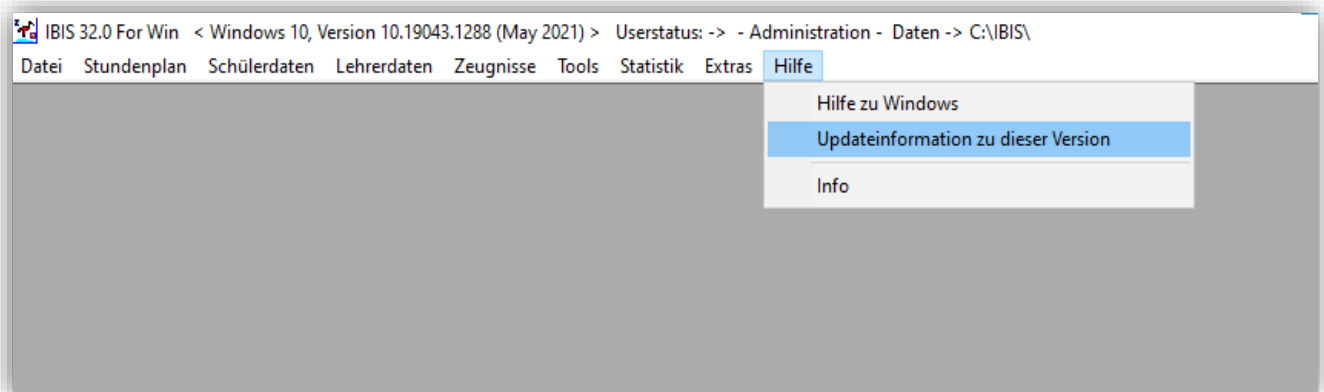 IBIS 32.0 For Win < Windows 10, Version 10.19043.1288 (May 2021) > Userstatus: -> - Administration - Daten -> C:\IBIS\
Datei Stundenplan Schülerdaten Lehrerdaten Zeugnisse Tools Statistik Extras Hilfe
Hilfe zu Windows
Updateinformation zu dieser Version
Info